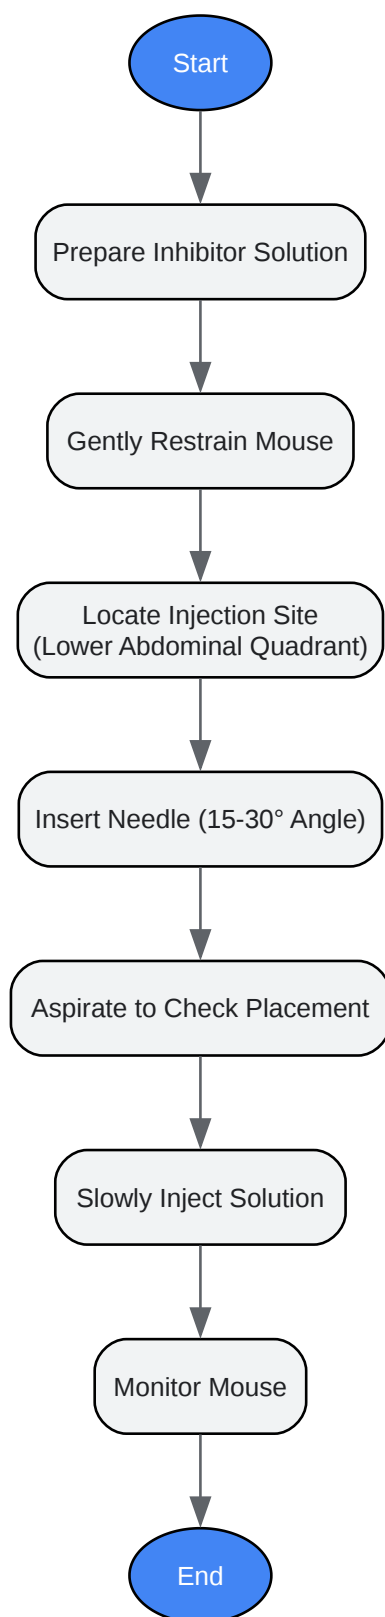 Start
Prepare Inhibitor Solution
Gently Restrain Mouse
Locate Injection Site
(Lower Abdominal Quadrant)
Insert Needle (15-30° Angle)
Aspirate to Check Placement
Slowly Inject Solution
Monitor Mouse
End